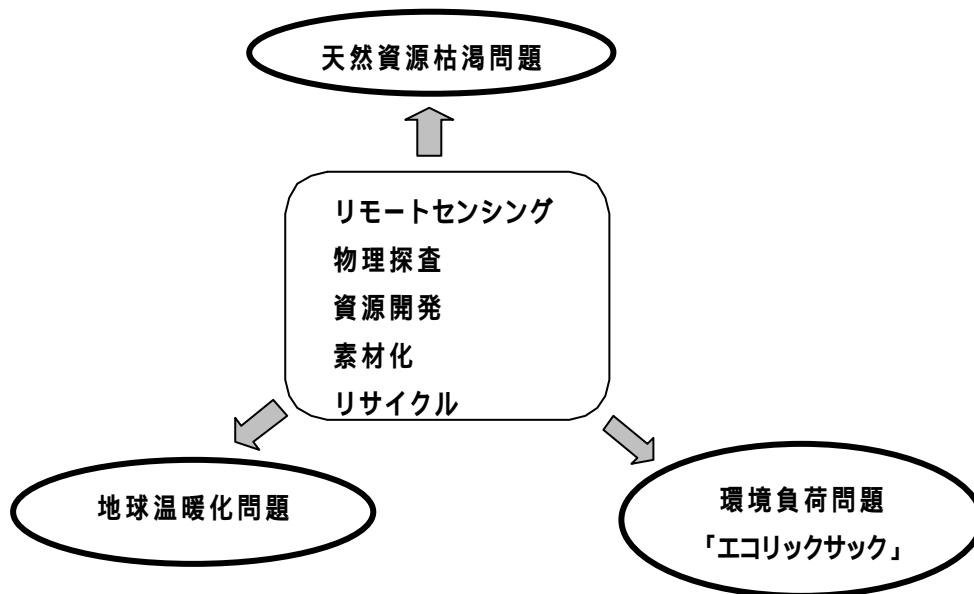 天然資源枯渇問題
リモートセンシング
物理探査
資源開発
素材化
リサイクル
地球温暖化問題
環境負荷問題
「エコリックサック」